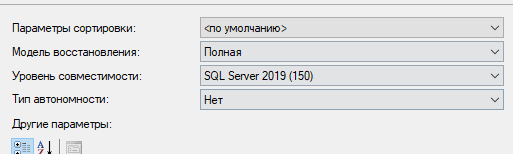 Параметры сортировки: <по умолчанию>
Модель восстановления: Полная
Уровень совместимости: SQL Server 2019 (150)
Тип автономности: Нет
Другие параметры: